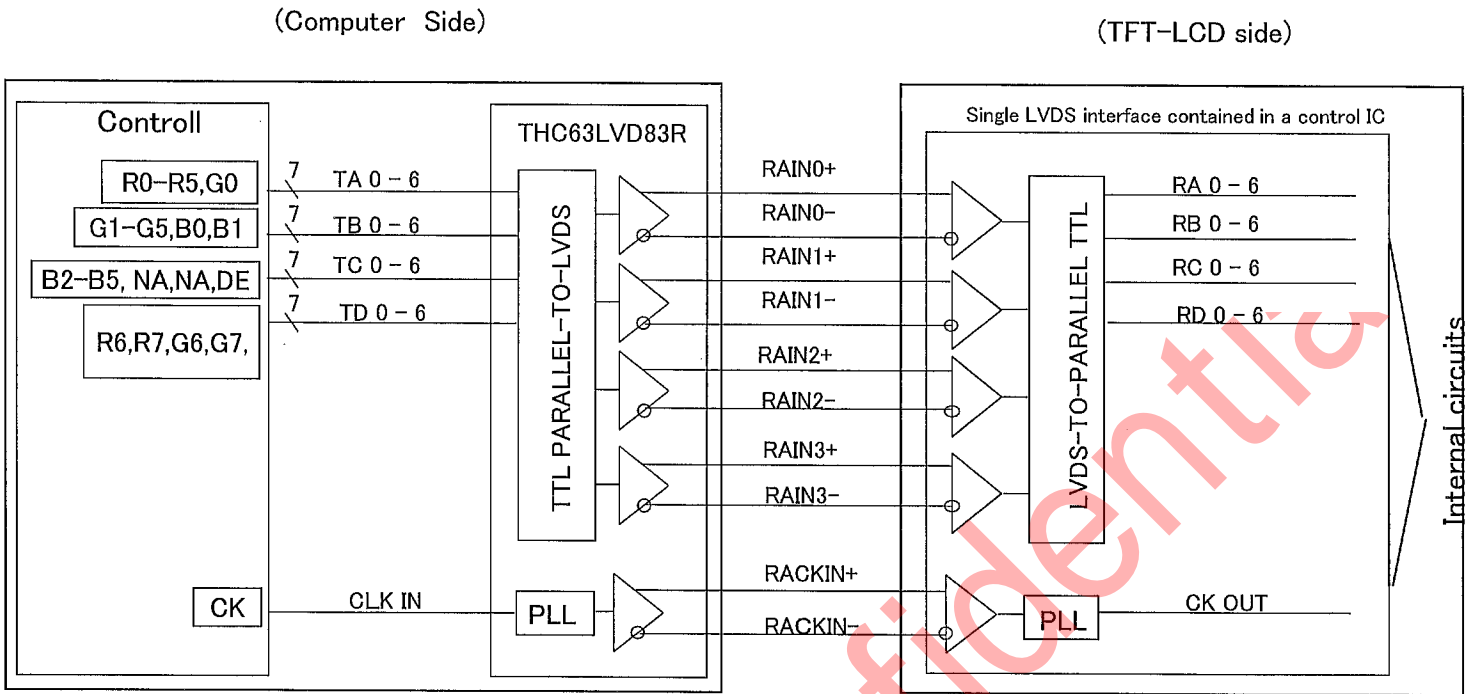 (Computer Side)
(TFT-LCD side)
Controll
THC63LVD83R
Single LVDS interface contained in a control IC
R0-R5,G0
7
TA 0 - 6
G1-G5,B0,B1
7
TB 0 - 6
B2-B5, NA,NA,DE
7
TC 0 - 6
R6,R7,G6,G7,
7
TD 0 - 6
TTL PARALLEL-TO-LVDS
RAIN0+
RAIN0-
RAIN1+
RAIN1-
RAIN2+
RAIN2-
RAIN3+
RAIN3-
LVDS-TO-PARALLEL TTL
RA 0 - 6
RB 0 - 6
RC 0 - 6
RD 0 - 6
Internal circuits
CK
CLK IN
PLL
RACKIN+
RACKIN-
PLL
CK OUT